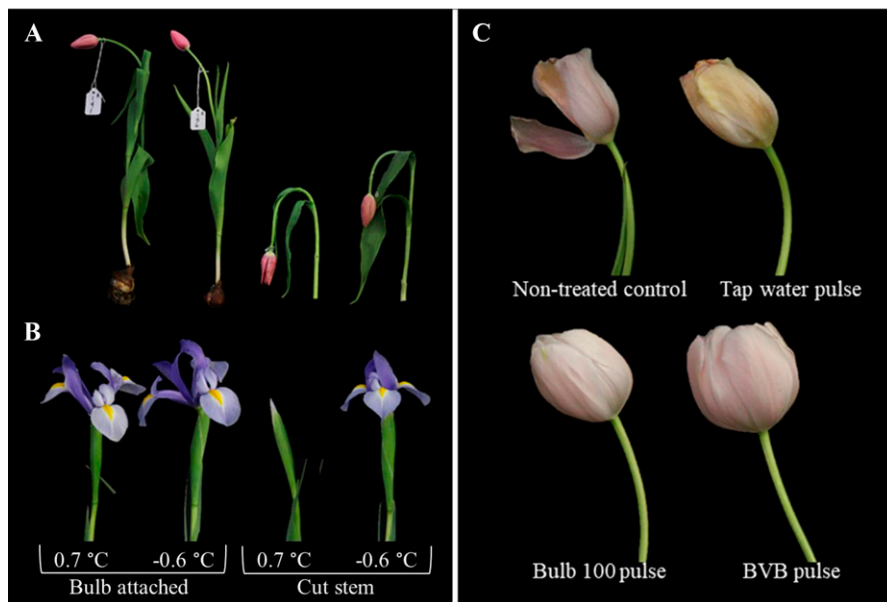 A
B
0.7 °C -0.6 °C 0.7 °C -0.6 °C
Bulb attached Cut stem
C
Non-treated control Tap water pulse
Bulb 100 pulse BVB pulse